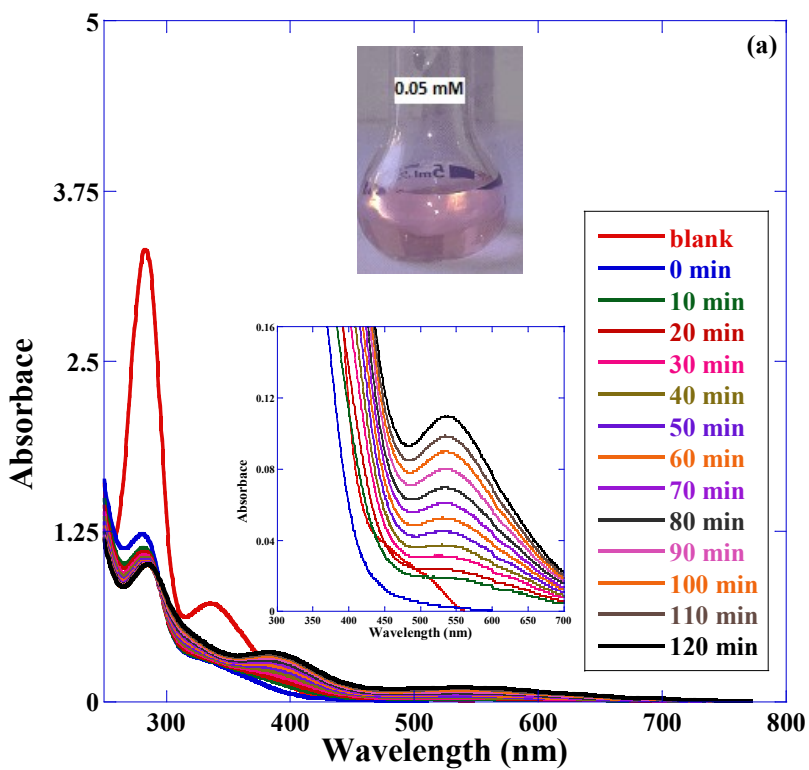 (a)
5
3.75
2.5
1.25
0
Absorbace
300
400
500
600
700
800
Wavelength (nm)
0.05 mM
blank
0 min
10 min
20 min
30 min
40 min
50 min
60 min
70 min
80 min
90 min
100 min
110 min
120 min
0.16
0.12
0.08
0.04
0
Absorbace
300
350
400
450
500
550
600
650
700
Wavelength (nm)